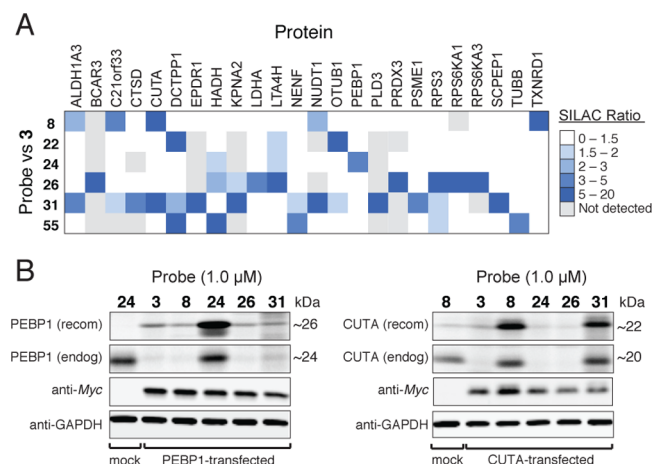 A
Protein
ALDH1A3
BCAR3
C21orf33
CTSD
CUTA
DCTPP1
EPDR1
HADH
KPNA2
LDHA
LTA4H
NENF
NUDT1
OTUB1
PEBP1
PLD3
PRDX3
PSME1
RPS3
RPS6KA1
RPS6KA3
SCPEP1
TUBB
TXNRD1
Probe vs 3
8
22
24
26
31
55
SILAC Ratio
0 – 1.5
1.5 – 2
2 – 3
3 – 5
5 – 20
Not detected
B
Probe (1.0 μM)
24 3 8 24 26 31 kDa
PEBP1 (recom) ~26
PEBP1 (endog) ~24
anti-Myc
anti-GAPDH
mock PEBP1-transfected
Probe (1.0 μM)
8 3 8 24 26 31 kDa
CUTA (recom) ~22
CUTA (endog) ~20
anti-Myc
anti-GAPDH
mock CUTA-transfected